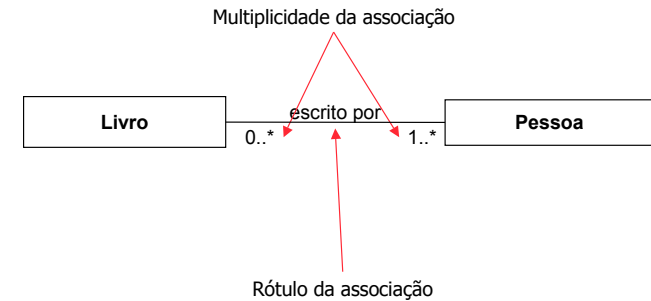 Multiplicidade da associação
escrito por
Livro
Pessoa
0..*
1..*
Rótulo da associação